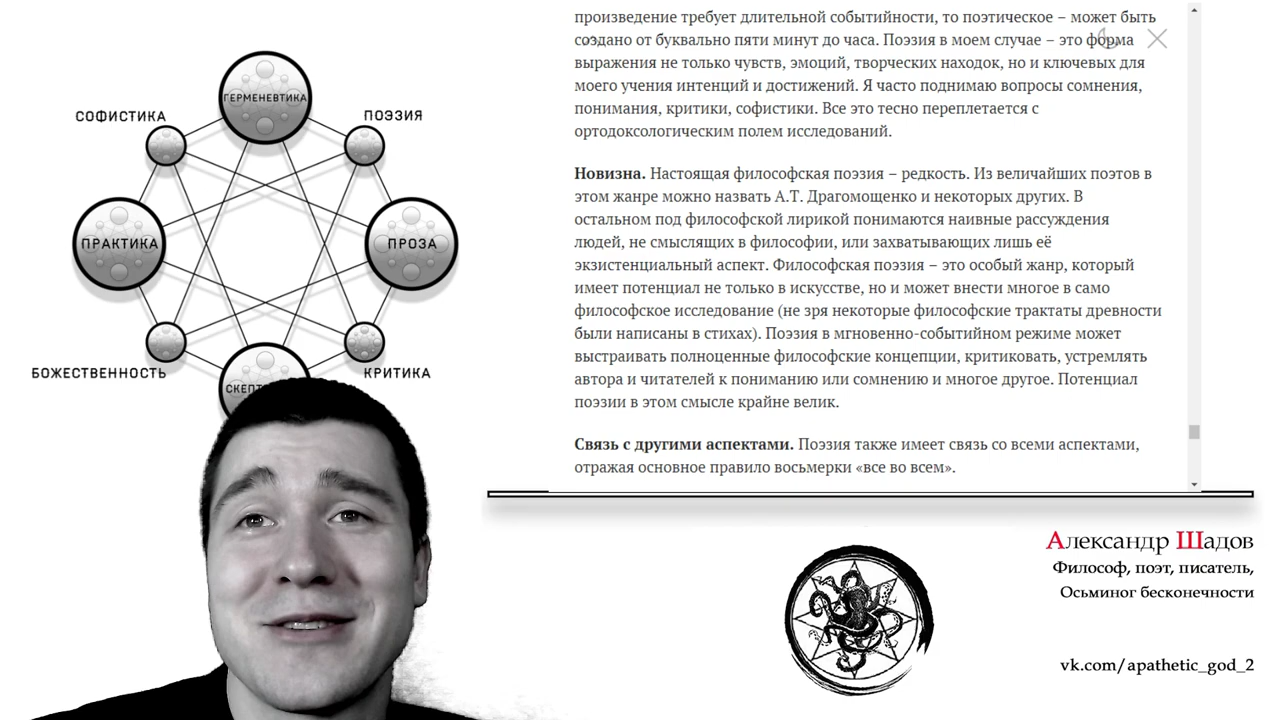 ГЕРМЕНЕВТИКА
СОФИСТИКА
ПОЭЗИЯ
ПРАКТИКА
ПРОЗА
БОЖЕСТВЕННОСТЬ
КРИТИКА
произведение требует длительной событийности, то поэтическое – может быть
создано от буквально пяти минут до часа. Поэзия в моем случае – это форма
выражения не только чувств, эмоций, творческих находок, но и ключевых для
моего учения интенций и достижений. Я часто поднимаю вопросы сомнения,
понимания, критики, софистики. Все это тесно переплетается с
ортодоксологическим полем исследований.
Новизна. Настоящая философская поэзия – редкость. Из величайших поэтов в
этом жанре можно назвать А.Т. Драгомощенко и некоторых других. В
остальном под философской лирикой понимаются наивные рассуждения
людей, не смыслящих в философии, или захватывающих лишь её
экзистенциальный аспект. Философская поэзия – это особый жанр, который
имеет потенциал не только в искусстве, но и может внести многое в само
философское исследование (не зря некоторые философские трактаты древности
были написаны в стихах). Поэзия в мгновенно-событийном режиме может
выстраивать полноценные философские концепции, критиковать, устремлять
автора и читателей к пониманию или сомнению и многое другое. Потенциал
поэзии в этом смысле крайне велик.
Связь с другими аспектами. Поэзия также имеет связь со всеми аспектами,
отражая основное правило восьмерки «все во всем».
Александр Шадов
Философ, поэт, писатель,
Осьминог бесконечности
vk.com/apathetic_god_2